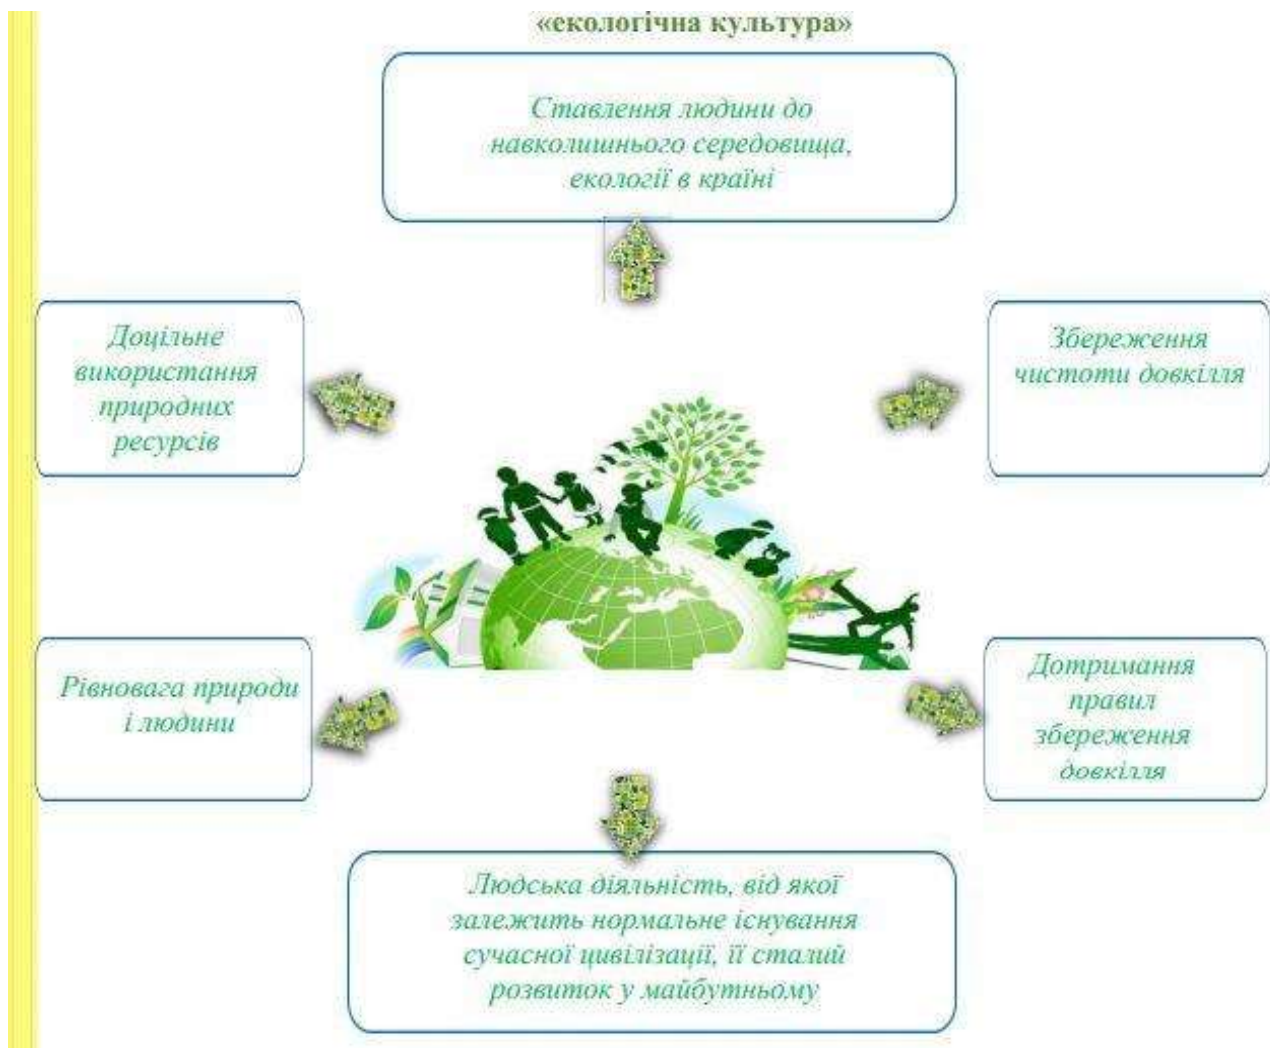 «екологічна культура»
Ставлення людини до
навколишнього середовища,
екології в країні
Доцільне
використання
природних
ресурсів
Збереження
чистоти довкілля
Рівновага природи
і людини
Дотримання
правил
збереження
довкілля
Людська діяльність, від якої
залежить нормальне існування
сучасної цивілізації, її сталий
розвиток у майбутньому